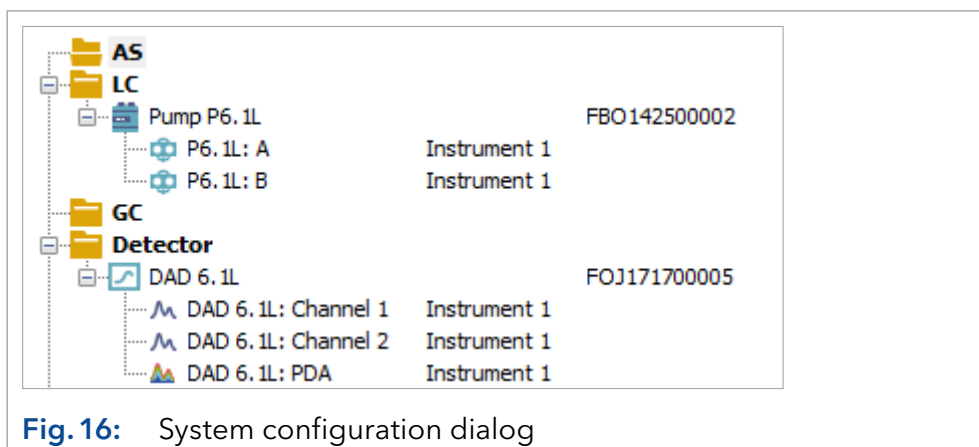 AS
LC
Pump P6.1L FBO142500002
P6.1L: A Instrument 1
P6.1L: B Instrument 1
GC
Detector
DAD 6.1L FOJ171700005
DAD 6.1L: Channel 1 Instrument 1
DAD 6.1L: Channel 2 Instrument 1
DAD 6.1L: PDA Instrument 1
Fig. 16: System configuration dialog